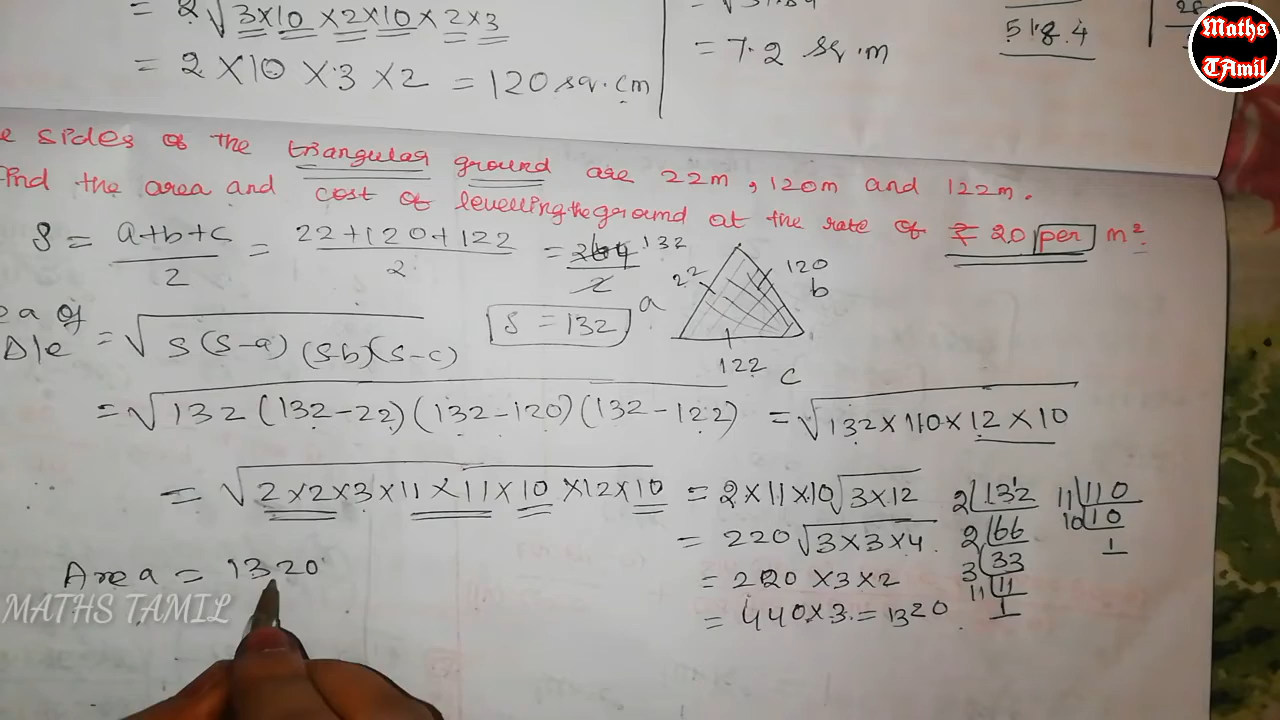 = 2 √3×10×2×10×2×3
= 2 × 10 × 3 × 2 = 120 sq.cm
= 7.2 sq.m
518.4
Maths
TAmil
e sides of the triangular ground are 22m, 120m and 122m.
find the area and cost of levelling the ground at the rate of ₹ 20 per m²
S = a+b+c / 2 = 22+120+122 / 2 = 264 / 2 132
22 a
120
b
122 c
S = 132
ea of
Δle = √S(S-a)(S-b)(S-c)
= √132(132-22)(132-120)(132-122) = √132×110×12×10
= √2×2×3×11×11×10×12×10 = 2×11×10√3×12
= 220√3×3×4
= 220×3×2
= 440×3 = 1320
2 132
2 66
3 33
11 11
1
11 110
10 10
1
Area = 1320
MATHS TAMIL